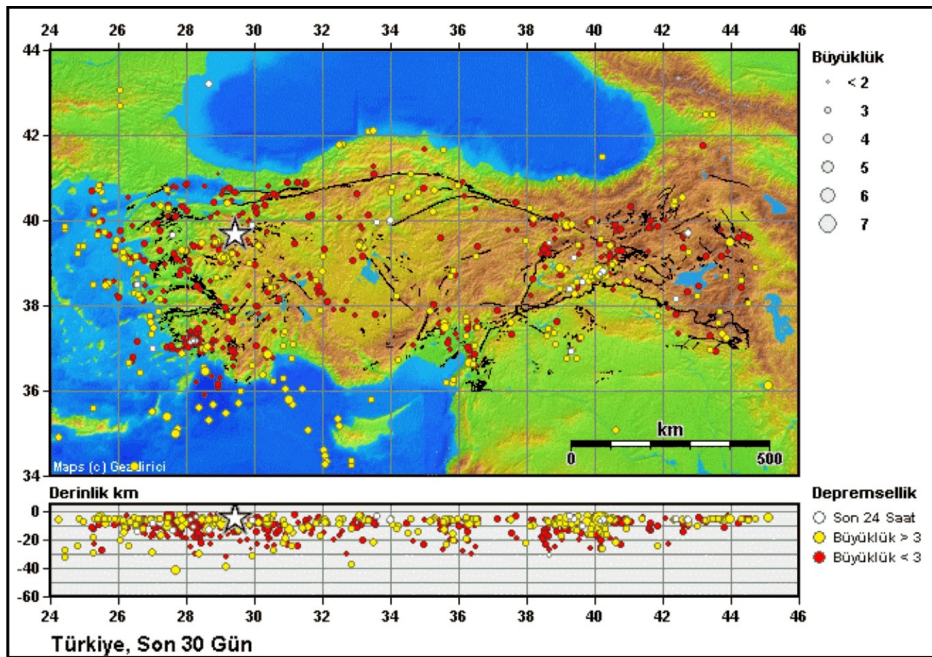 24 26 28 30 32 34 36 38 40 42 44 46
44
42
40
38
36
34
Büyüklük
< 2
3
4
5
6
7
km
0 500
Maps (c) Gezdirici
Derinlik km
0
-20
-40
-60
24 26 28 30 32 34 36 38 40 42 44 46
Depremsellik
Son 24 Saat
Büyüklük > 3
Büyüklük < 3
Türkiye, Son 30 Gün